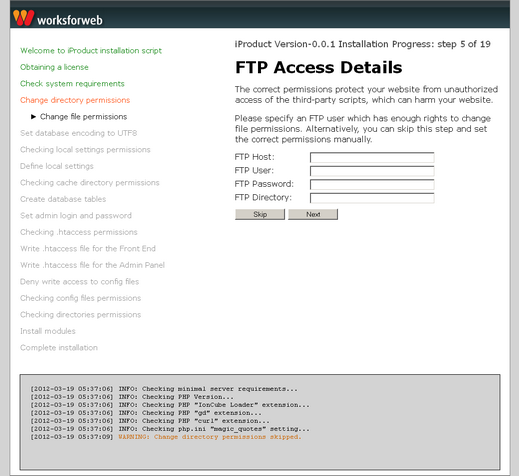 worksforweb
iProduct Version-0.0.1 Installation Progress: step 5 of 19
Welcome to iProduct installation script
Obtaining a license
Check system requirements
Change directory permissions
► Change file permissions
Set database encoding to UTF8
Checking local settings permissions
Define local settings
Checking cache directory permissions
Create database tables
Set admin login and password
Checking .htaccess permissions
Write .htaccess file for the Front End
Write .htaccess file for the Admin Panel
Deny write access to config files
Checking config files permissions
Checking directories permissions
Install modules
Complete installation
FTP Access Details
The correct permissions protect your website from unauthorized
access of the third-party scripts, which can harm your website.
Please specify an FTP user which has enough rights to change
file permissions. Alternatively, you can skip this step and set
the correct permissions manually.
FTP Host:
FTP User:
FTP Password:
FTP Directory:
Skip Next
[2012-03-19 05:37:06] INFO: Checking minimal server requirements...
[2012-03-19 05:37:06] INFO: Checking PHP Version...
[2012-03-19 05:37:06] INFO: Checking PHP "IonCube Loader" extension...
[2012-03-19 05:37:06] INFO: Checking PHP "gd" extension...
[2012-03-19 05:37:06] INFO: Checking PHP "curl" extension...
[2012-03-19 05:37:06] INFO: Checking php.ini "magic_quotes" setting...
[2012-03-19 05:37:09] WARNING: Change directory permissions skipped.